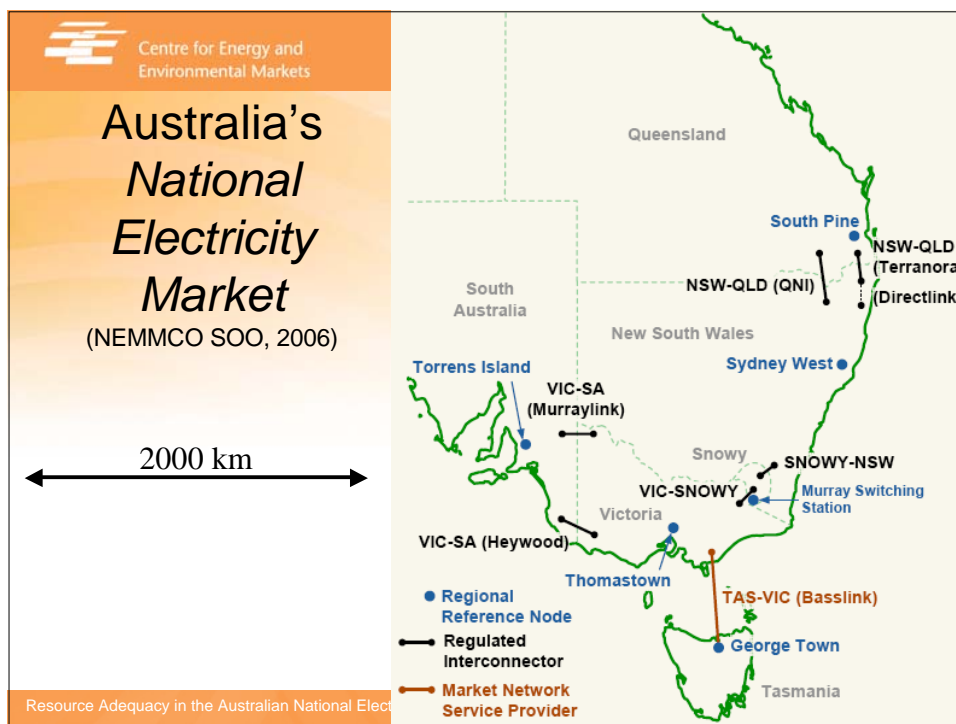 Centre for Energy and
Environmental Markets
Australia’s
National
Electricity
Market
(NEMMCO SOO, 2006)
2000 km
Resource Adequacy in the Australian National Elect
Queensland
South Pine
NSW-QLD
(Terranora
NSW-QLD (QNI)
(Directlink
South
Australia
New South Wales
Torrens Island
Sydney West
VIC-SA
(Murraylink)
Snowy
SNOWY-NSW
VIC-SNOWY
Murray Switching
Station
Victoria
VIC-SA (Heywood)
Thomastown
TAS-VIC (Basslink)
Regional
Reference Node
Regulated
Interconnector
George Town
Market Network
Service Provider
Tasmania